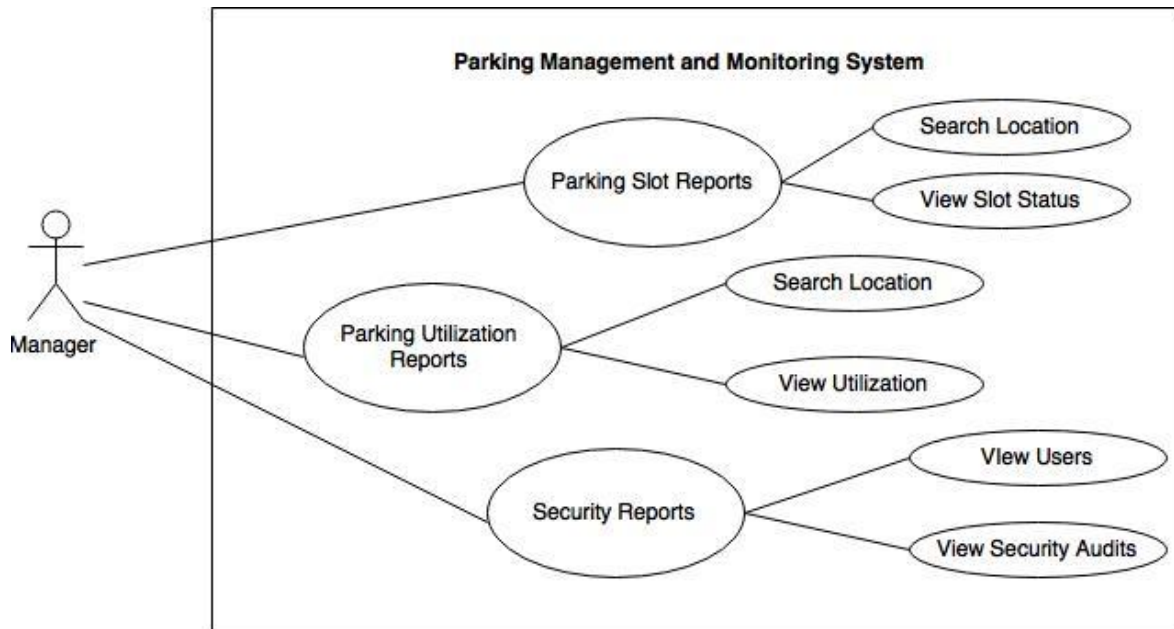 Parking Management and Monitoring System
Search Location
Parking Slot Reports
View Slot Status
Manager
Search Location
Parking Utilization
Reports
View Utilization
VIew Users
Security Reports
View Security Audits